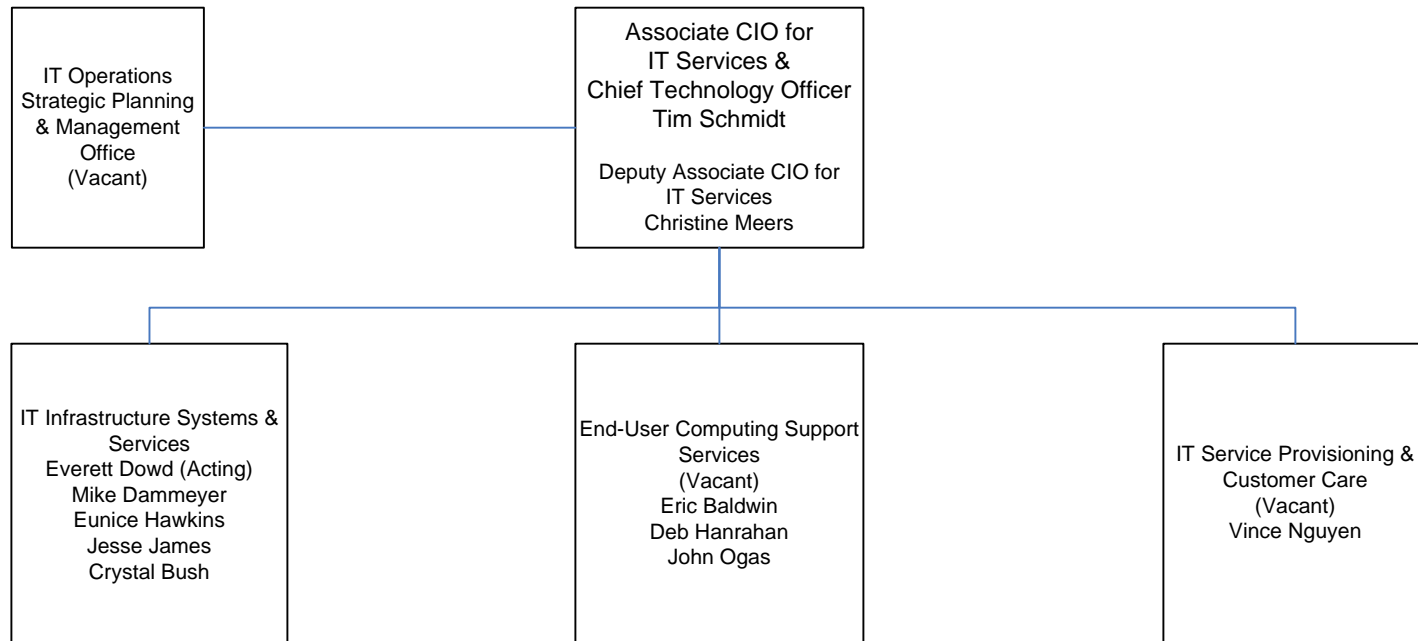 IT Operations
Strategic Planning
& Management
Office
(Vacant)
Associate CIO for
IT Services &
Chief Technology Officer
Tim Schmidt
Deputy Associate CIO for
IT Services
Christine Meers
IT Infrastructure Systems &
Services
Everett Dowd (Acting)
Mike Dammeyer
Eunice Hawkins
Jesse James
Crystal Bush
End-User Computing Support
Services
(Vacant)
Eric Baldwin
Deb Hanrahan
John Ogas
IT Service Provisioning &
Customer Care
(Vacant)
Vince Nguyen